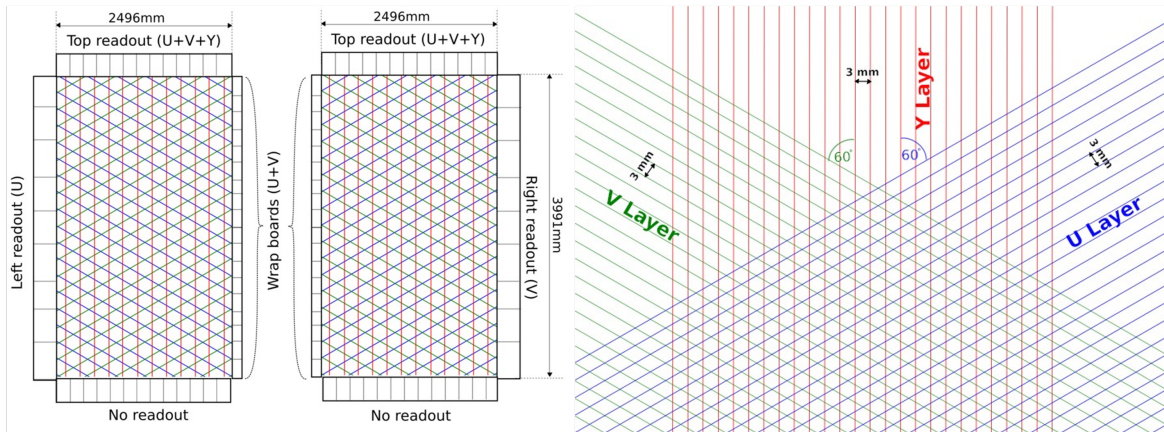 2496mm
Top readout (U+V+Y)
Left readout (U)
No readout
Wrap boards (U+V)
2496mm
Top readout (U+V+Y)
Right readout (V)
3991mm
No readout
3 mm
Y Layer
60°
60°
3 mm
V Layer
3 mm
U Layer